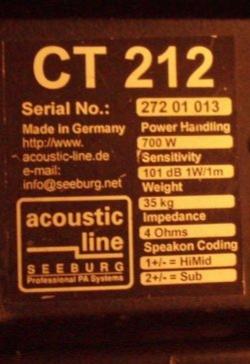 CT 212
Serial No.: 272 01 013
Made in Germany
http://www.
acoustic-line.de
e-mail:
info@seeburg.net
acoustic
line
SEEBURG
Professional PA Systems
Power Handling
700 W
Sensitivity
101 dB 1W/1m
Weight
35 kg
Impedance
4 Ohms
Speakon Coding
1+/- = HiMid
2+/- = Sub